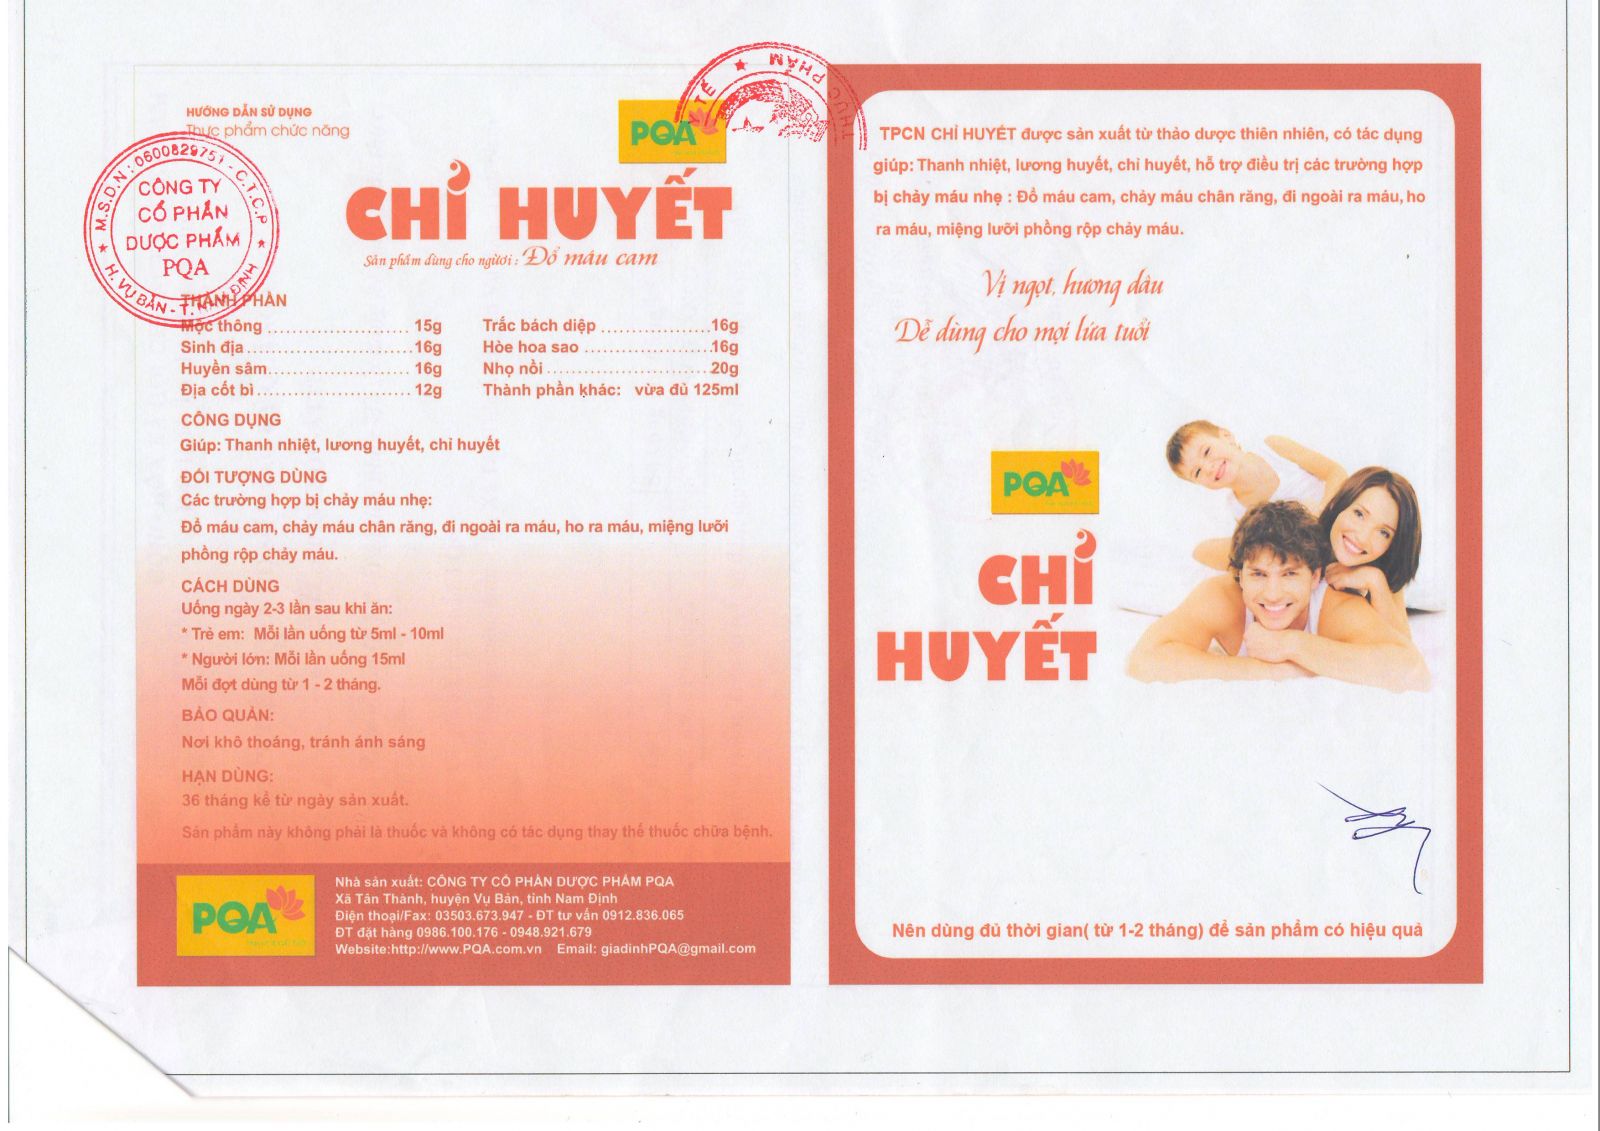 HƯỚNG DẪN SỬ DỤNG
Thực phẩm chức năng
PQA
TẾ ★ THỰC PHẨM
M.S.D.N: 0600829751 - C.T.C.P
CÔNG TY
CỔ PHẦN
DƯỢC PHẨM
PQA
★ H. VỤ BẢN - T. NAM ĐỊNH ★
CHỈ HUYẾT
Sản phẩm dùng cho người : Đổ máu cam
THÀNH PHẦN
Mộc thông ........................ 15g
Sinh địa ........................... 16g
Huyền sâm ........................ 16g
Địa cốt bì ......................... 12g
Trắc bách diệp ................... 16g
Hòe hoa sao ...................... 16g
Nhọ nồi ............................ 20g
Thành phần khác: vừa đủ 125ml
CÔNG DỤNG
Giúp: Thanh nhiệt, lương huyết, chỉ huyết
ĐỐI TƯỢNG DÙNG
Các trường hợp bị chảy máu nhẹ:
Đổ máu cam, chảy máu chân răng, đi ngoài ra máu, ho ra máu, miệng lưỡi
phồng rộp chảy máu.
CÁCH DÙNG
Uống ngày 2-3 lần sau khi ăn:
* Trẻ em: Mỗi lần uống từ 5ml - 10ml
* Người lớn: Mỗi lần uống 15ml
Mỗi đợt dùng từ 1 - 2 tháng.
BẢO QUẢN:
Nơi khô thoáng, tránh ánh sáng
HẠN DÙNG:
36 tháng kể từ ngày sản xuất.
Sản phẩm này không phải là thuốc và không có tác dụng thay thế thuốc chữa bệnh.
PQA
Nhà sản xuất: CÔNG TY CỔ PHẦN DƯỢC PHẨM PQA
Xã Tân Thành, huyện Vụ Bản, tỉnh Nam Định
Điện thoại/Fax: 03503.673.947 - ĐT tư vấn 0912.836.065
ĐT đặt hàng 0986.100.176 - 0948.921.679
Website:http://www.PQA.com.vn Email: giadinhPQA@gmail.com
TPCN CHỈ HUYẾT được sản xuất từ thảo dược thiên nhiên, có tác dụng
giúp: Thanh nhiệt, lương huyết, chỉ huyết, hỗ trợ điều trị các trường hợp
bị chảy máu nhẹ : Đổ máu cam, chảy máu chân răng, đi ngoài ra máu, ho
ra máu, miệng lưỡi phồng rộp chảy máu.
Vị ngọt, hương dâu
Dễ dùng cho mọi lứa tuổi
PQA
CHỈ
HUYẾT
Nên dùng đủ thời gian( từ 1-2 tháng) để sản phẩm có hiệu quả